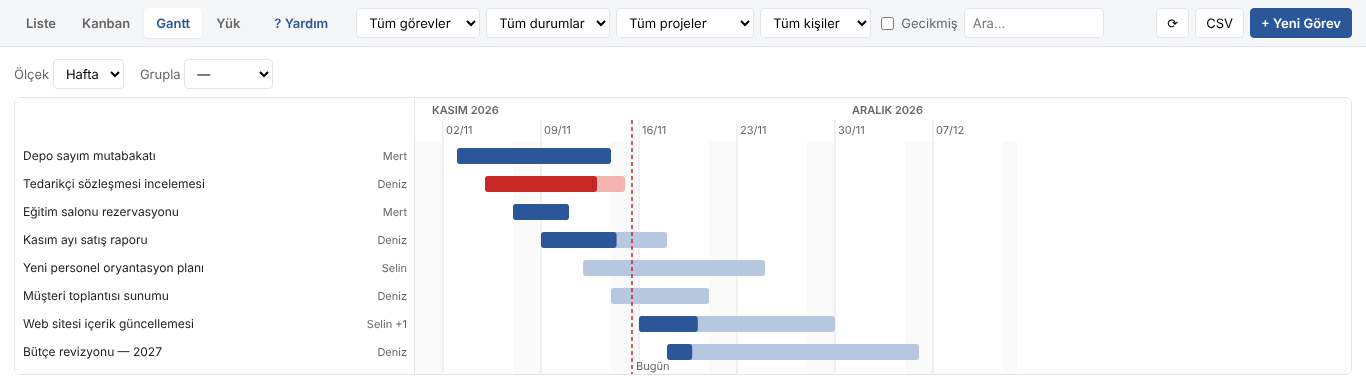 Liste Kanban Gantt Yük ? Yardım Tüm görevler Tüm durumlar Tüm projeler Tüm kişiler Gecikmiş Ara... ⟳ CSV + Yeni Görev
Ölçek Hafta Grupla —
KASIM 2026 ARALIK 2026
02/11 09/11 16/11 23/11 30/11 07/12
Depo sayım mutabakatı Mert
Tedarikçi sözleşmesi incelemesi Deniz
Eğitim salonu rezervasyonu Mert
Kasım ayı satış raporu Deniz
Yeni personel oryantasyon planı Selin
Müşteri toplantısı sunumu Deniz
Web sitesi içerik güncellemesi Selin +1
Bütçe revizyonu — 2027 Deniz
Bugün